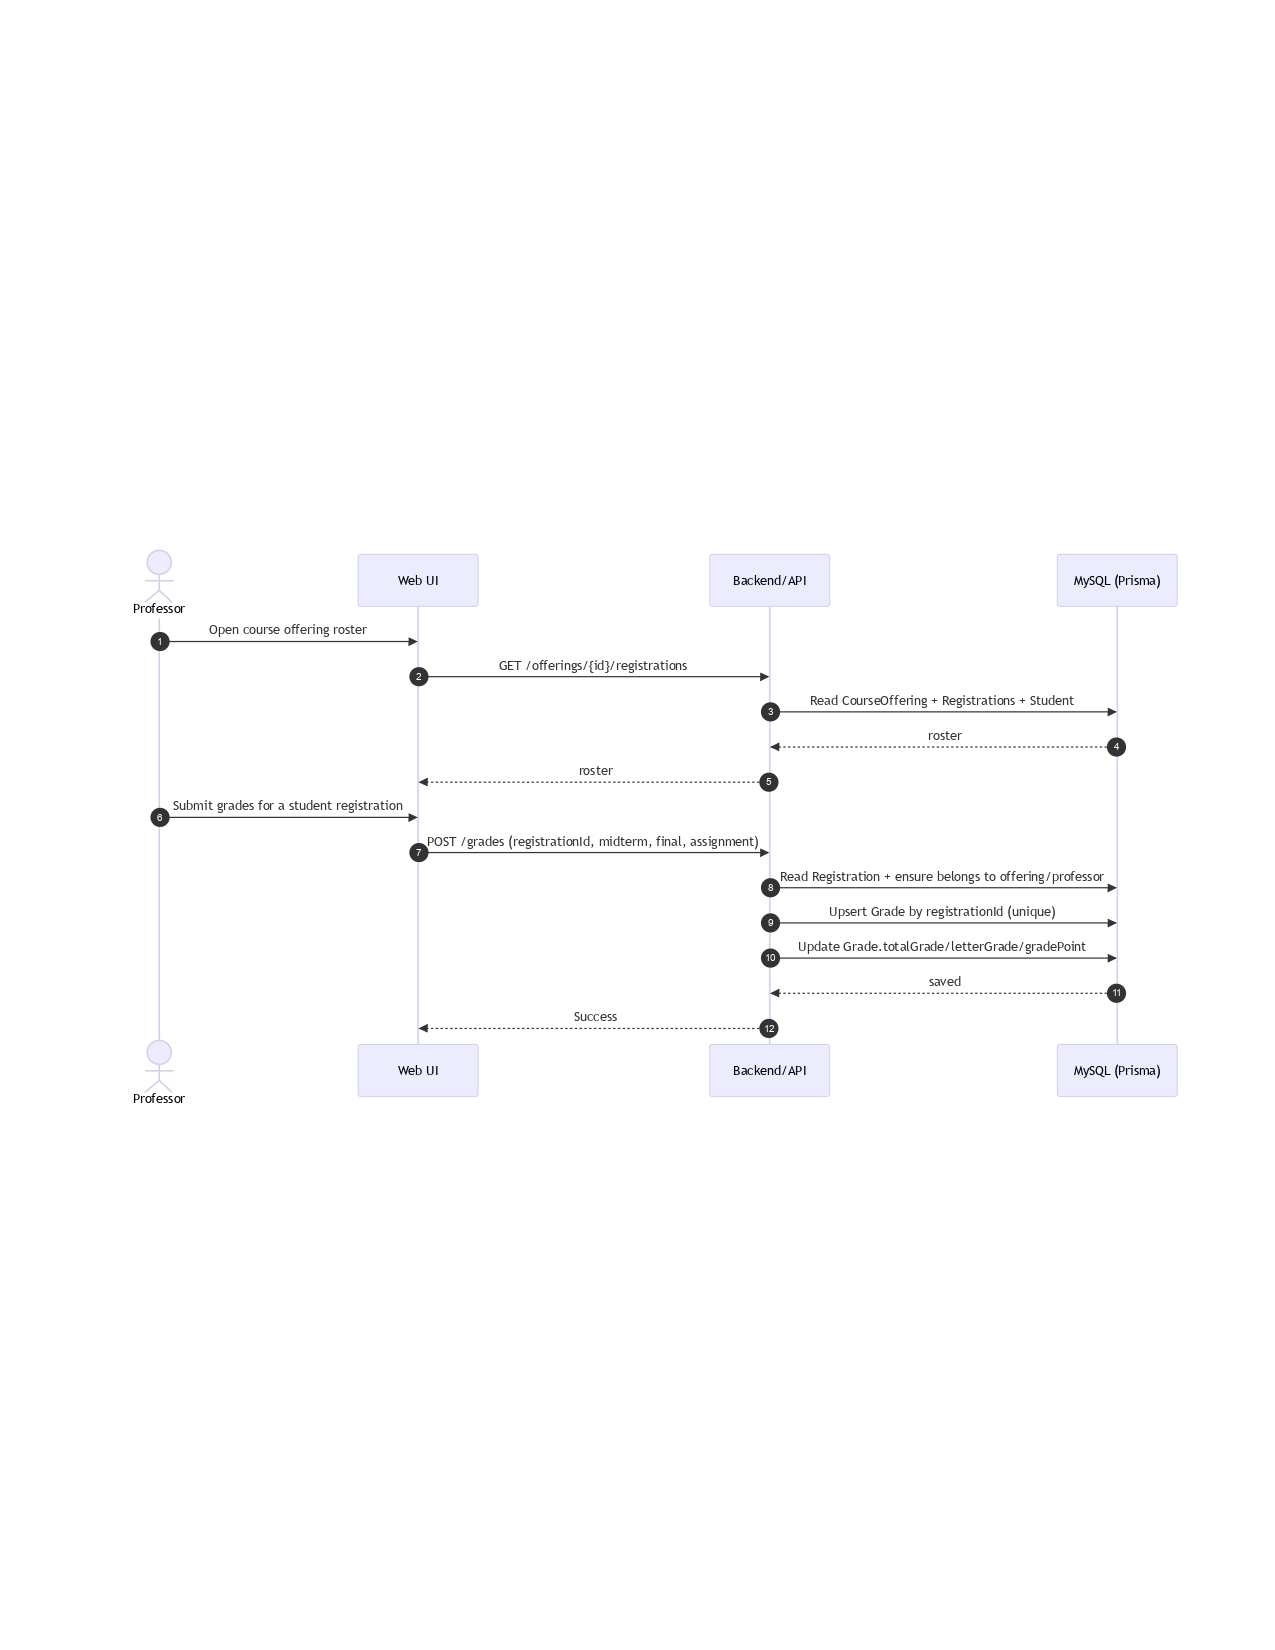 Web UI
Backend/API
MySQL (Prisma)
Professor
Open course offering roster
1
GET /offerings/{id}/registrations
2
Read CourseOffering + Registrations + Student
3
roster
4
roster
5
Submit grades for a student registration
6
POST /grades (registrationId, midterm, final, assignment)
7
Read Registration + ensure belongs to offering/professor
8
Upsert Grade by registrationId (unique)
9
Update Grade.totalGrade/letterGrade/gradePoint
10
saved
11
Success
12
Web UI
Backend/API
MySQL (Prisma)
Professor